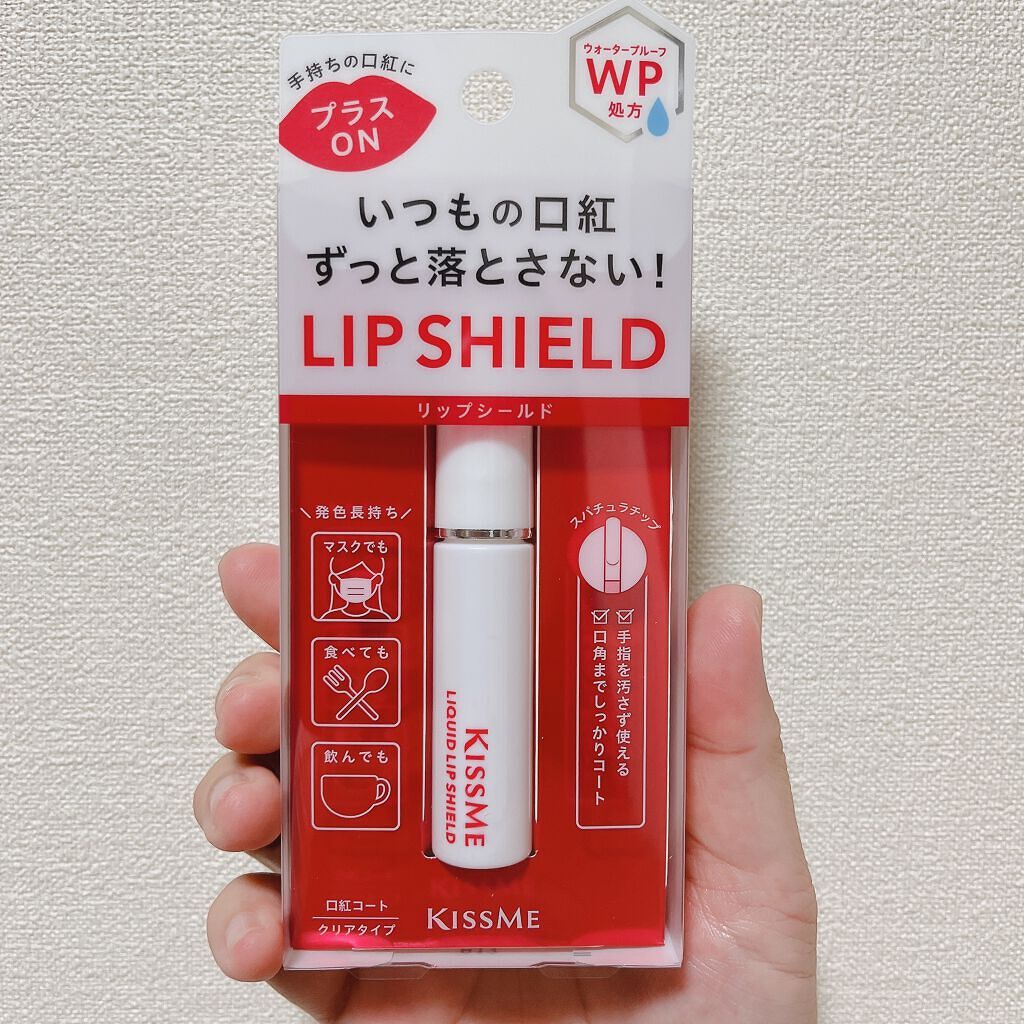 手持ちの口紅に
プラス
ON
ウォータープルーフ
WP
処方
いつもの口紅
ずっと落とさない!
LIP SHIELD
リップシールド
\発色長持ち/
マスクでも
食べても
飲んでも
スパチュラチップ
手指を汚さず使える
口角までしっかりコート
KISSME
LIQUID LIP SHIELD
口紅コート
クリアタイプ
KISSME